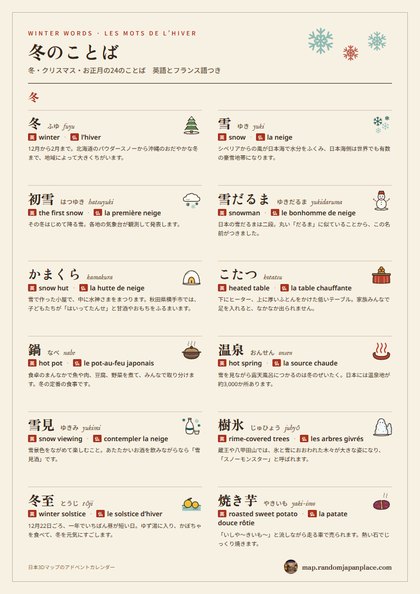 WINTER WORDS · LES MOTS DE L'HIVER
冬のことば
冬・クリスマス・お正月の24のことば　英語とフランス語つき
冬
冬 ふゆ fuyu
英 winter · 仏 l'hiver
12月から2月まで。北海道のパウダースノーから沖縄のおだやかな冬
まで、地域によって大きくちがいます。
雪 ゆき yuki
英 snow · 仏 la neige
シベリアからの風が日本海で水分をふくみ、日本海側は世界でも有数
の豪雪地帯になります。
初雪 はつゆき hatsuyuki
英 the first snow · 仏 la première neige
その冬はじめて降る雪。各地の気象台が観測して発表します。
雪だるま ゆきだるま yukidaruma
英 snowman · 仏 le bonhomme de neige
日本の雪だるまは二段。丸い「だるま」に似ていることから、この名
前がつきました。
かまくら kamakura
英 snow hut · 仏 la hutte de neige
雪で作った小屋で、中に水神さまをまつります。秋田県横手市では、
子どもたちが「はいってたんせ」と甘酒やおもちをふるまいます。
こたつ kotatsu
英 heated table · 仏 la table chauffante
下にヒーター、上に厚いふとんをかけた低いテーブル。家族みんなで
足を入れると、なかなか出られません。
鍋 なべ nabe
英 hot pot · 仏 le pot-au-feu japonais
食卓のまんなかで魚や肉、豆腐、野菜を煮て、みんなで取り分けま
す。冬の定番の食事です。
温泉 おんせん onsen
英 hot spring · 仏 la source chaude
雪を見ながら露天風呂につかるのは冬のぜいたく。日本には温泉地が
約3,000か所あります。
雪見 ゆきみ yukimi
英 snow viewing · 仏 contempler la neige
雪景色をながめて楽しむこと。あたたかいお酒を飲みながらなら「雪
見酒」です。
樹氷 じゅひょう juhyō
英 rime-covered trees · 仏 les arbres givrés
蔵王や八甲田山では、氷と雪におおわれた木々が大きな姿になり、
「スノーモンスター」と呼ばれます。
冬至 とうじ tōji
英 winter solstice · 仏 le solstice d'hiver
12月22日ごろ、一年でいちばん昼が短い日。ゆず湯に入り、かぼちゃ
を食べて、冬を元気にすごします。
焼き芋 やきいも yaki-imo
英 roasted sweet potato · 仏 la patate
douce rôtie
「いしや〜きいも〜」と流しながら走る車で売られます。熱い石でじ
っくり焼きます。
日本3Dマップのアドベントカレンダー
map.randomjapanplace.com